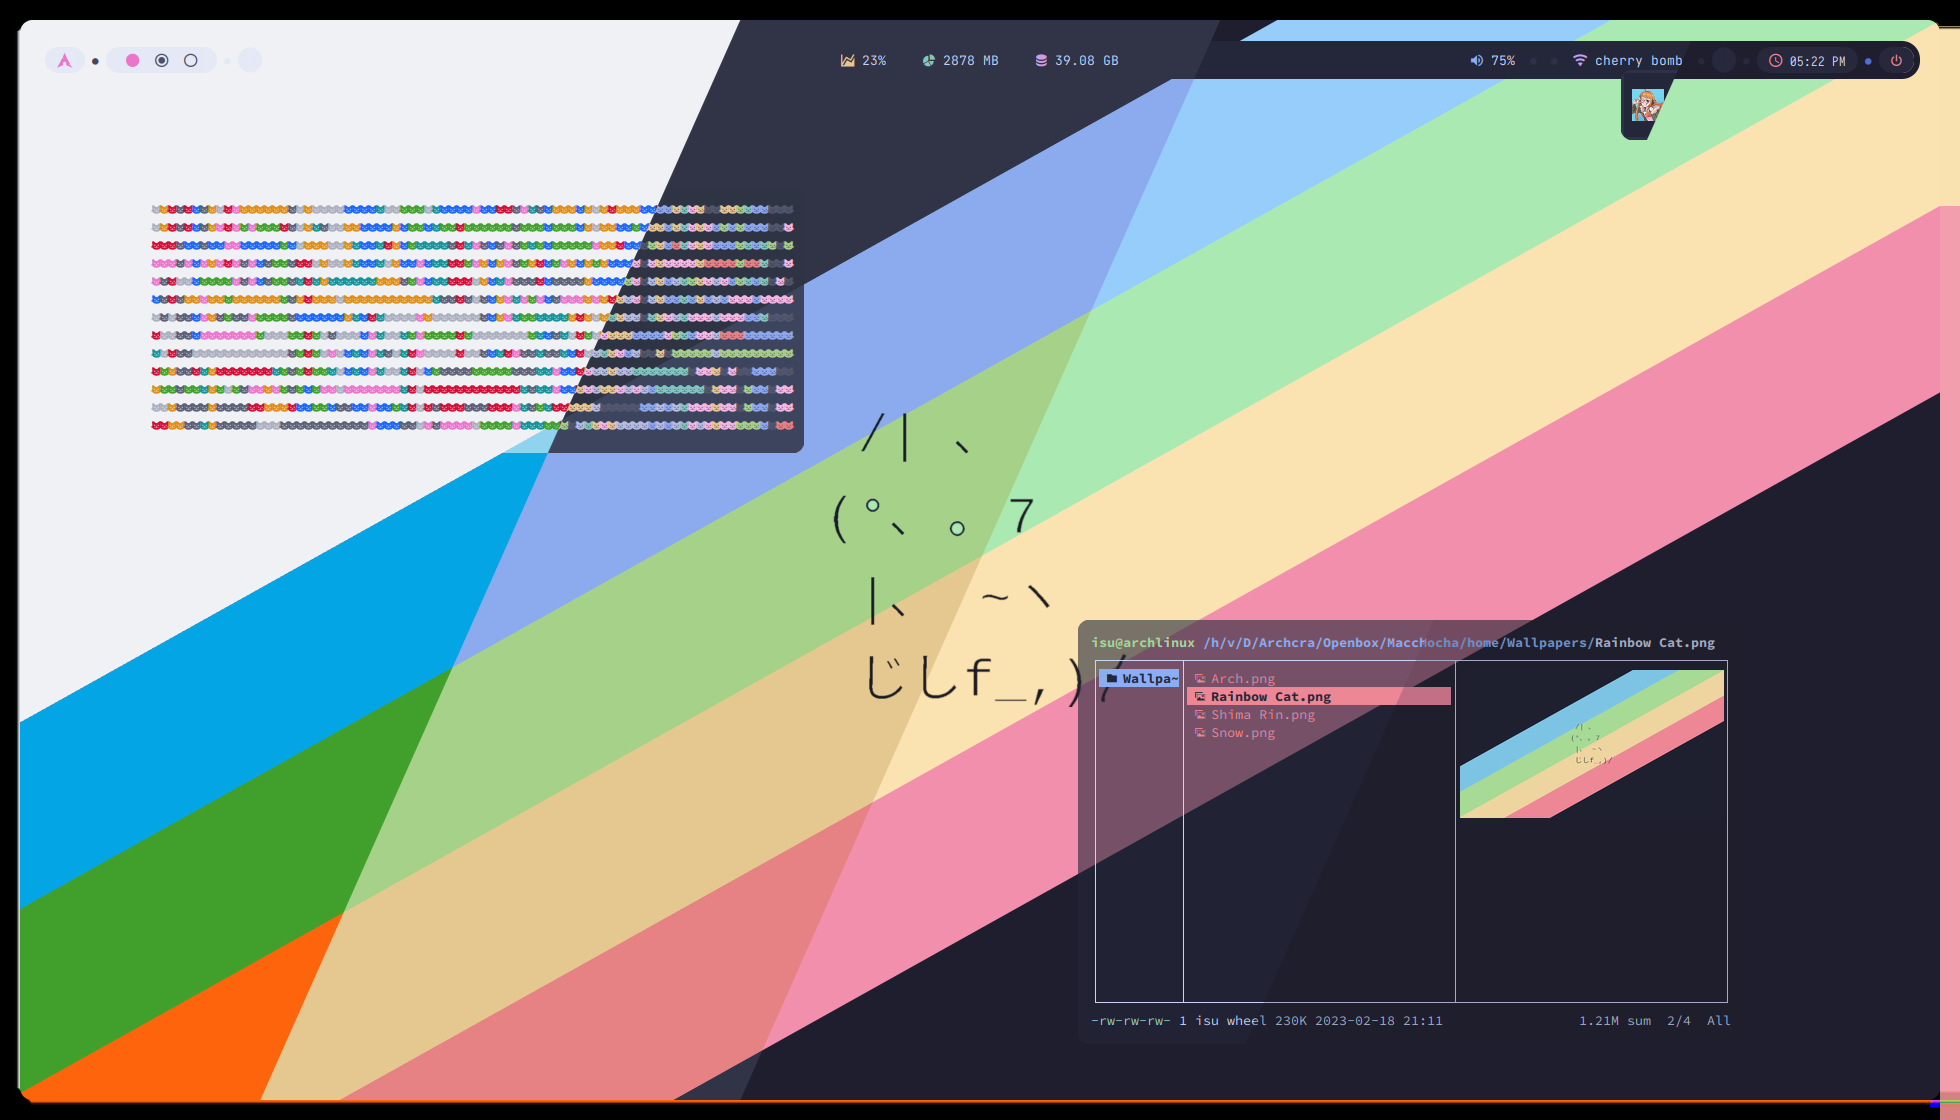 23% 2878 MB 39.08 GB 75% cherry bomb 05:22 PM
/| ヽ
(°ヽ 。 7
|ヽ ~ヽ
じしf_,)/
isu@archlinux /h/v/D/Archcra/Openbox/Macchocha/home/Wallpapers/Rainbow Cat.png
Wallpa~
Arch.png
Rainbow Cat.png
Shima Rin.png
Snow.png
-rw-rw-rw- 1 isu wheel 230K 2023-02-18 21:11 1.21M sum 2/4 All